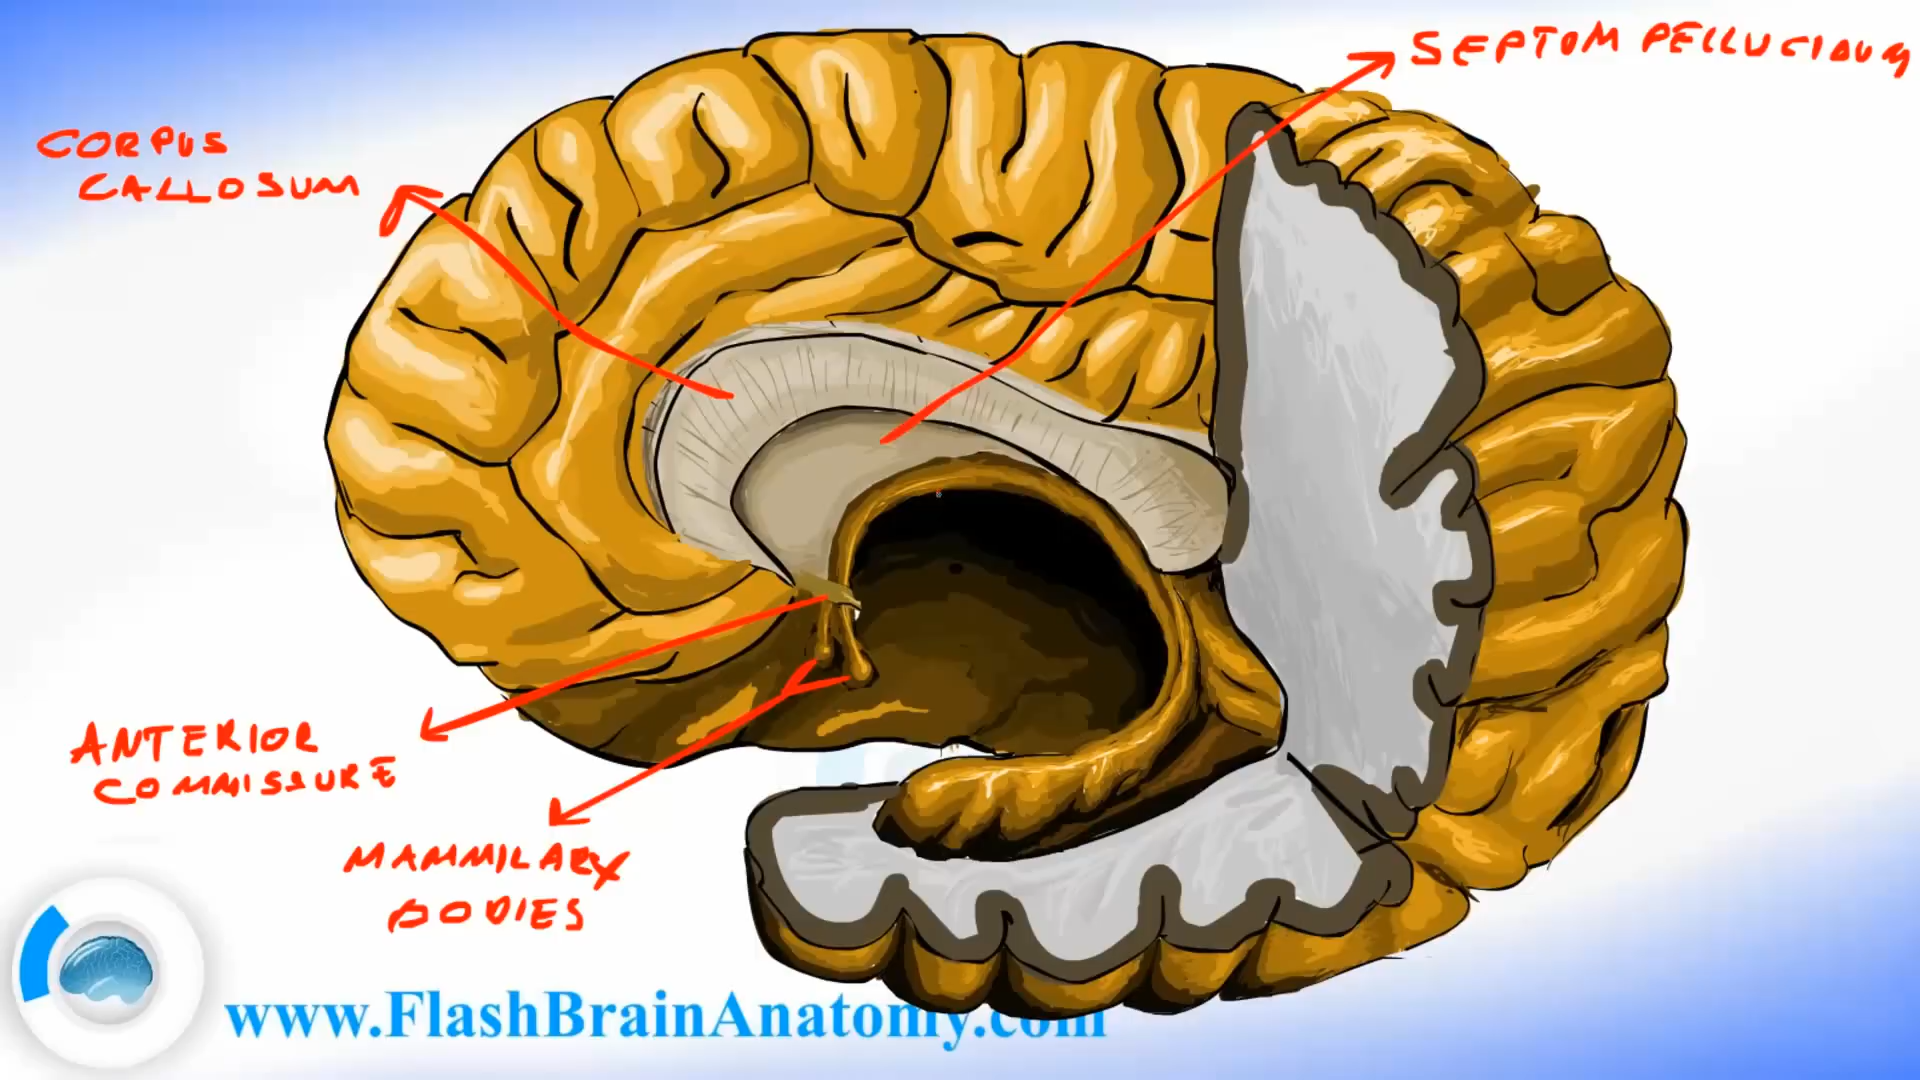 SEPTUM PELLUCIDUM
CORPUS
CALLOSUM
ANTERIOR
COMMISSURE
MAMMILARY
BODIES
www.FlashBrainAnatomy.com